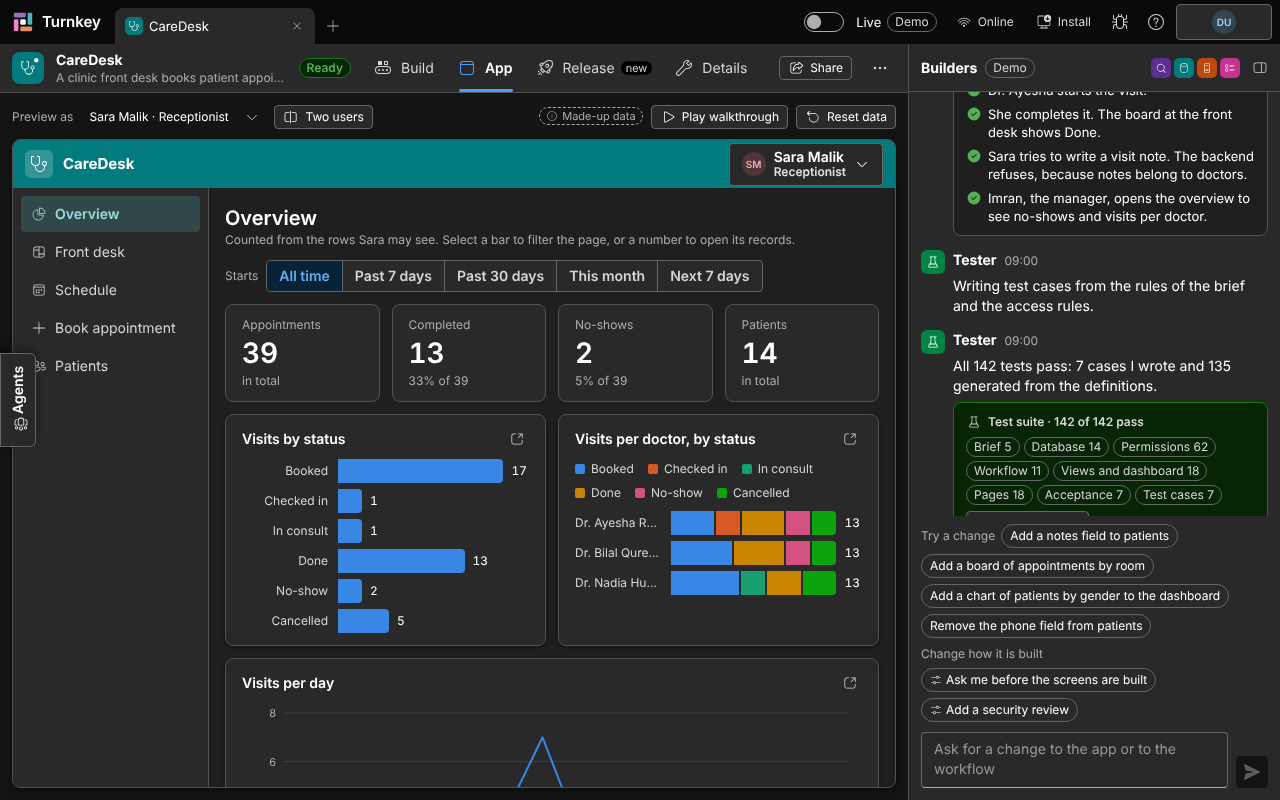 Turnkey
CareDesk
Live
Demo
Online
Install
DU
CareDesk
A clinic front desk books patient appoi...
Ready
Build
App
Release new
Details
Share
Builders Demo
Preview as Sara Malik · Receptionist
Two users
Made-up data
Play walkthrough
Reset data
CareDesk
SM
Sara Malik
Receptionist
Overview
Front desk
Schedule
Book appointment
Patients
Agents
Overview
Counted from the rows Sara may see. Select a bar to filter the page, or a number to open its records.
Starts
All time
Past 7 days
Past 30 days
This month
Next 7 days
Appointments
39
in total
Completed
13
33% of 39
No-shows
2
5% of 39
Patients
14
in total
Visits by status
Booked 17
Checked in 1
In consult 1
Done 13
No-show 2
Cancelled 5
Visits per doctor, by status
Booked Checked in In consult
Done No-show Cancelled
Dr. Ayesha R... 13
Dr. Bilal Qure... 13
Dr. Nadia Hu... 13
Visits per day
8
6
Dr. Ayesha starts the visit.
She completes it. The board at the front
desk shows Done.
Sara tries to write a visit note. The backend
refuses, because notes belong to doctors.
Imran, the manager, opens the overview to
see no-shows and visits per doctor.
Tester 09:00
Writing test cases from the rules of the brief
and the access rules.
Tester 09:00
All 142 tests pass: 7 cases I wrote and 135
generated from the definitions.
Test suite · 142 of 142 pass
Brief 5 Database 14 Permissions 62
Workflow 11 Views and dashboard 18
Pages 18 Acceptance 7 Test cases 7
Try a change Add a notes field to patients
Add a board of appointments by room
Add a chart of patients by gender to the dashboard
Remove the phone field from patients
Change how it is built
Ask me before the screens are built
Add a security review
Ask for a change to the app or to the
workflow